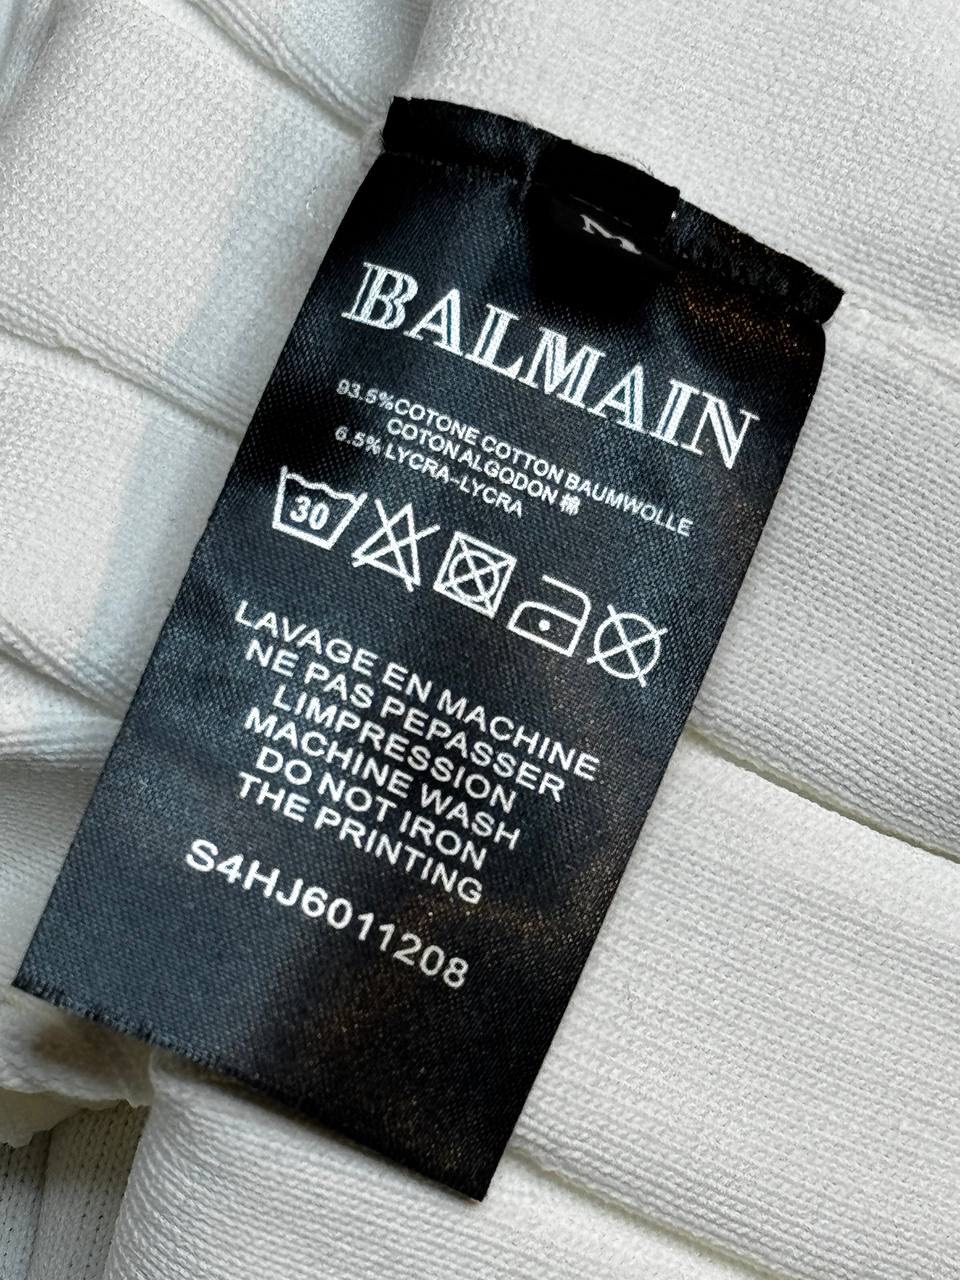 M
BALMAIN
93.5%COTONE COTTON BAUMWOLLE
COTON ALGODON 棉
6.5% LYCRA-LYCRA
30
LAVAGE EN MACHINE
NE PAS PEPASSER
LIMPRESSION
MACHINE WASH
DO NOT IRON
THE PRINTING
S4HJ6011208